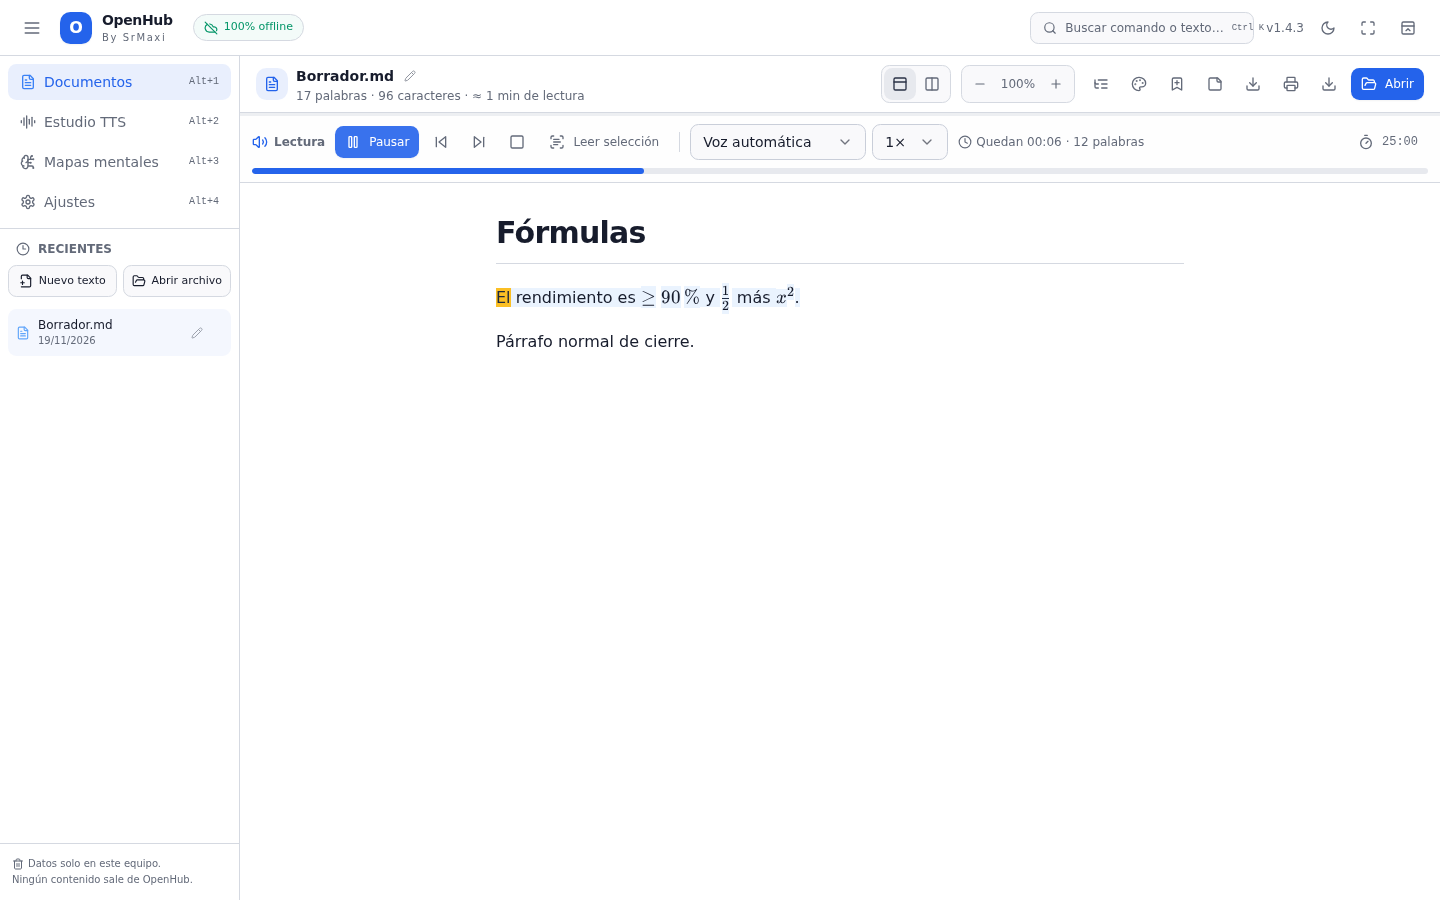 O
OpenHub
By SrMaxi
100% offline
Buscar comando o texto...
Ctrl K
v1.4.3
Documentos Alt+1
Estudio TTS Alt+2
Mapas mentales Alt+3
Ajustes Alt+4
RECIENTES
Nuevo texto
Abrir archivo
Borrador.md
19/11/2026
Datos solo en este equipo.
Ningún contenido sale de OpenHub.
Borrador.md
17 palabras · 96 caracteres · ≈ 1 min de lectura
100%
Abrir
Lectura
Pausar
Leer selección
Voz automática
1×
Quedan 00:06 · 12 palabras
25:00
Fórmulas
El rendimiento es ≥ 90 % y 1/2 más x².
Párrafo normal de cierre.